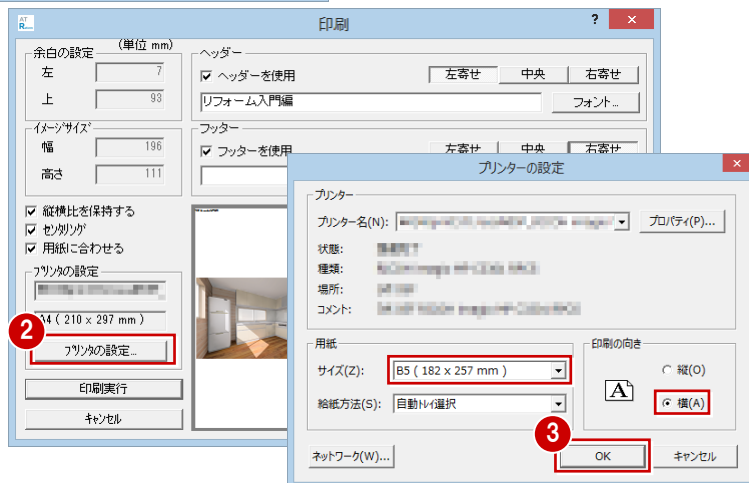 印刷
? ×
余白の設定 (単位 mm)
左 7
上 93
ヘッダー
ヘッダーを使用 左寄せ 中央 右寄せ
リフォーム入門編 フォント...
イメージサイズ
幅 196
高さ 111
フッター
フッターを使用 左寄せ 中央 右寄せ
縦横比を保持する
センタリング
用紙に合わせる
プリンタの設定
A4 ( 210 x 297 mm )
2
プリンタの設定...
印刷実行
キャンセル
プリンターの設定
×
プリンター
プリンター名(N): プロパティ(P)...
状態:
種類:
場所:
コメント:
用紙
サイズ(Z): B5 ( 182 x 257 mm )
給紙方法(S): 自動トレイ選択
印刷の向き
A
縦(O)
横(A)
3
ネットワーク(W)... OK キャンセル